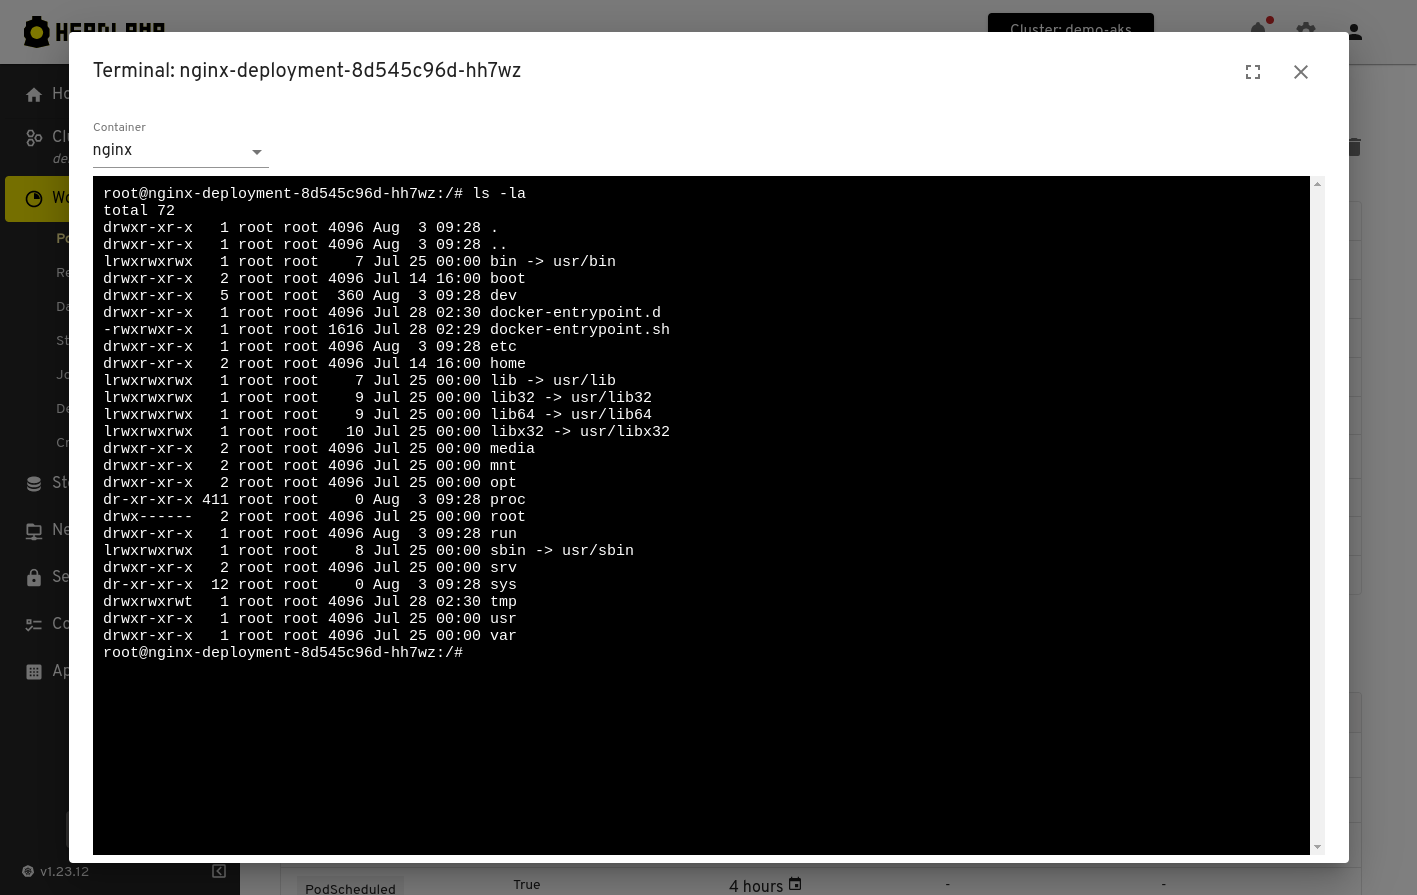 Cluster: demo-aks
Terminal: nginx-deployment-8d545c96d-hh7wz
Container
nginx
root@nginx-deployment-8d545c96d-hh7wz:/# ls -la
total 72
drwxr-xr-x   1 root root 4096 Aug  3 09:28 .
drwxr-xr-x   1 root root 4096 Aug  3 09:28 ..
lrwxrwxrwx   1 root root    7 Jul 25 00:00 bin -> usr/bin
drwxr-xr-x   2 root root 4096 Jul 14 16:00 boot
drwxr-xr-x   5 root root  360 Aug  3 09:28 dev
drwxr-xr-x   1 root root 4096 Jul 28 02:30 docker-entrypoint.d
-rwxrwxr-x   1 root root 1616 Jul 28 02:29 docker-entrypoint.sh
drwxr-xr-x   1 root root 4096 Aug  3 09:28 etc
drwxr-xr-x   2 root root 4096 Jul 14 16:00 home
lrwxrwxrwx   1 root root    7 Jul 25 00:00 lib -> usr/lib
lrwxrwxrwx   1 root root    9 Jul 25 00:00 lib32 -> usr/lib32
lrwxrwxrwx   1 root root    9 Jul 25 00:00 lib64 -> usr/lib64
lrwxrwxrwx   1 root root   10 Jul 25 00:00 libx32 -> usr/libx32
drwxr-xr-x   2 root root 4096 Jul 25 00:00 media
drwxr-xr-x   2 root root 4096 Jul 25 00:00 mnt
drwxr-xr-x   2 root root 4096 Jul 25 00:00 opt
dr-xr-xr-x 411 root root    0 Aug  3 09:28 proc
drwx------   2 root root 4096 Jul 25 00:00 root
drwxr-xr-x   1 root root 4096 Aug  3 09:28 run
lrwxrwxrwx   1 root root    8 Jul 25 00:00 sbin -> usr/sbin
drwxr-xr-x   2 root root 4096 Jul 25 00:00 srv
dr-xr-xr-x  12 root root    0 Aug  3 09:28 sys
drwxrwxrwt   1 root root 4096 Jul 28 02:30 tmp
drwxr-xr-x   1 root root 4096 Jul 25 00:00 usr
drwxr-xr-x   1 root root 4096 Jul 25 00:00 var
root@nginx-deployment-8d545c96d-hh7wz:/#
v1.23.12
PodScheduled True 4 hours - -